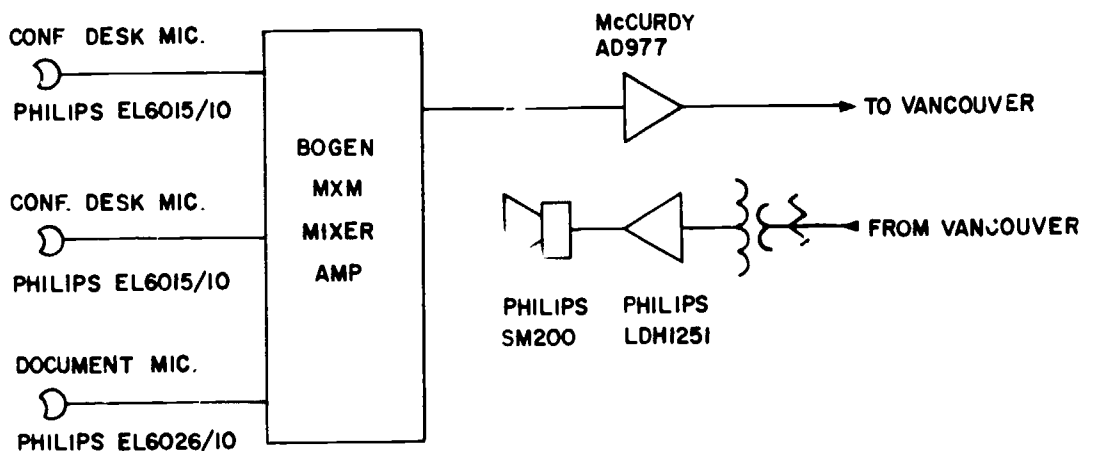 CONF DESK MIC.
PHILIPS EL6015/10
CONF. DESK MIC.
PHILIPS EL6015/10
DOCUMENT MIC.
PHILIPS EL6026/10
BOGEN
MXM
MIXER
AMP
McCURDY
AD977
TO VANCOUVER
FROM VANCOUVER
PHILIPS
SM200
PHILIPS
LDH1251